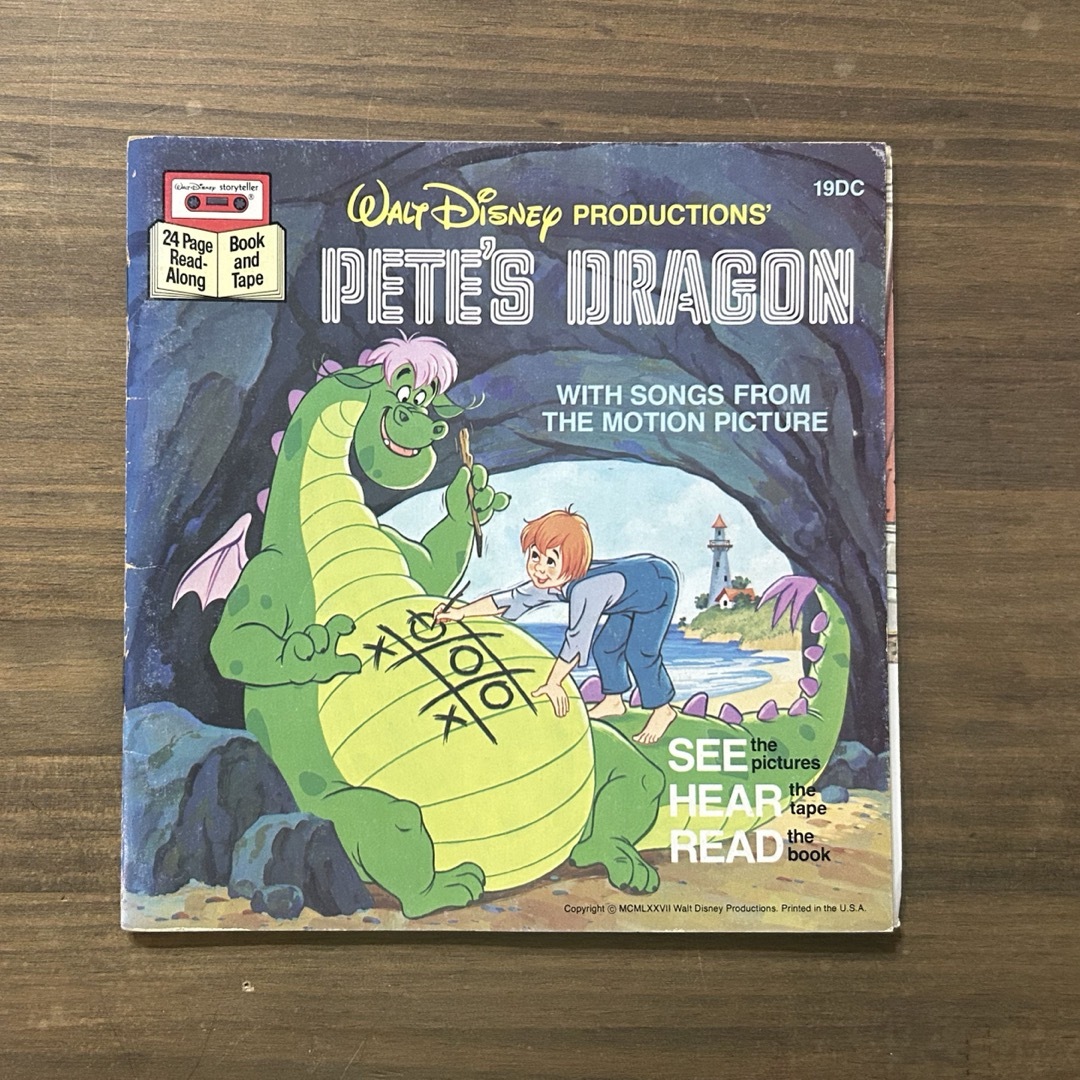 Walt Disney storyteller ®
24 Page
Read-
Along
Book
and
Tape
19DC
Walt Disney PRODUCTIONS'
PETE'S DRAGON
WITH SONGS FROM
THE MOTION PICTURE
X O
O
X O
SEE the pictures
HEAR the tape
READ the book
Copyright © MCMLXXVII Walt Disney Productions. Printed in the U.S.A.